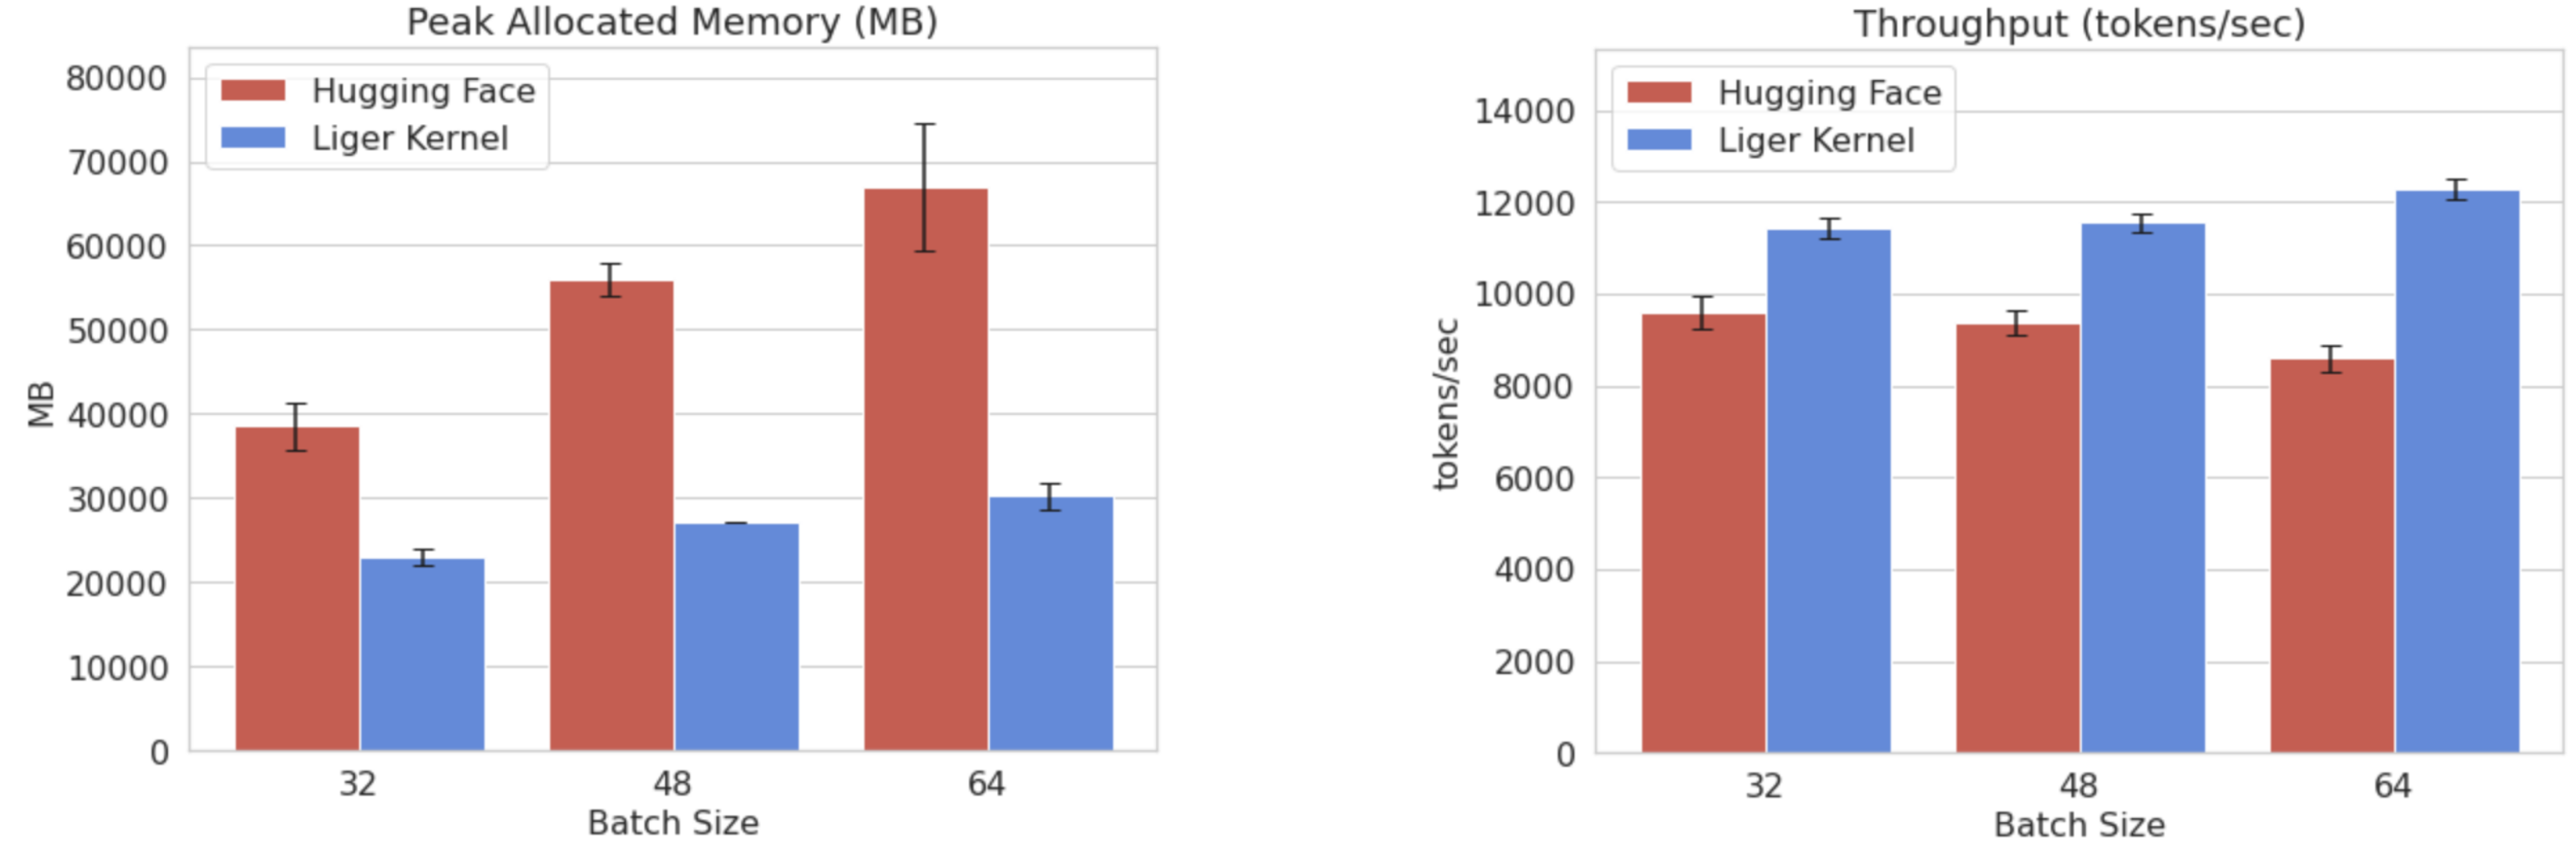 Peak Allocated Memory (MB)
Hugging Face
Liger Kernel
80000
70000
60000
50000
40000
30000
20000
10000
0
MB
32
48
64
Batch Size
Throughput (tokens/sec)
Hugging Face
Liger Kernel
14000
12000
10000
8000
6000
4000
2000
0
tokens/sec
32
48
64
Batch Size